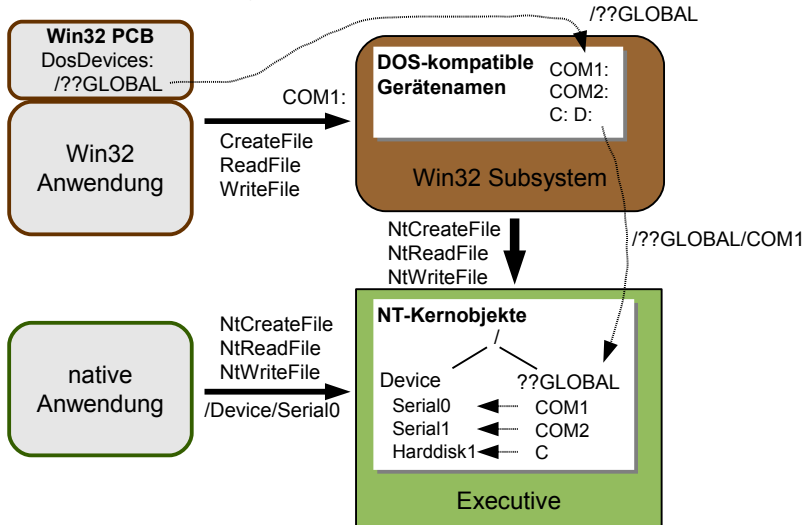 /??GLOBAL
Win32 PCB
DosDevices:
/??GLOBAL
DOS-kompatible
Gerätenamen
COM1:
COM2:
C: D:
COM1:
CreateFile
ReadFile
WriteFile
Win32
Anwendung
Win32 Subsystem
NtCreateFile
NtReadFile
NtWriteFile
/??GLOBAL/COM1
NT-Kernobjekte
/
Device
??GLOBAL
Serial0
COM1
Serial1
COM2
Harddisk1
C
Executive
NtCreateFile
NtReadFile
NtWriteFile
/Device/Serial0
native
Anwendung